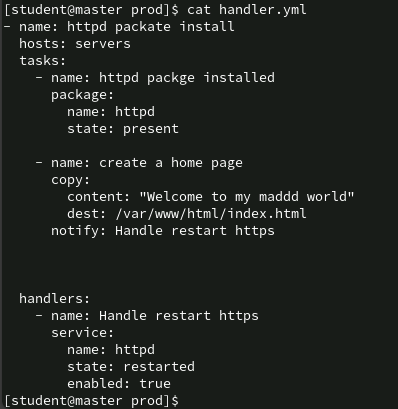 [student@master prod]$ cat handler.yml
- name: httpd packate install
  hosts: servers
  tasks:
    - name: httpd packge installed
      package:
        name: httpd
        state: present

    - name: create a home page
      copy:
        content: "Welcome to my maddd world"
        dest: /var/www/html/index.html
      notify: Handle restart https

  handlers:
    - name: Handle restart https
      service:
        name: httpd
        state: restarted
        enabled: true
[student@master prod]$